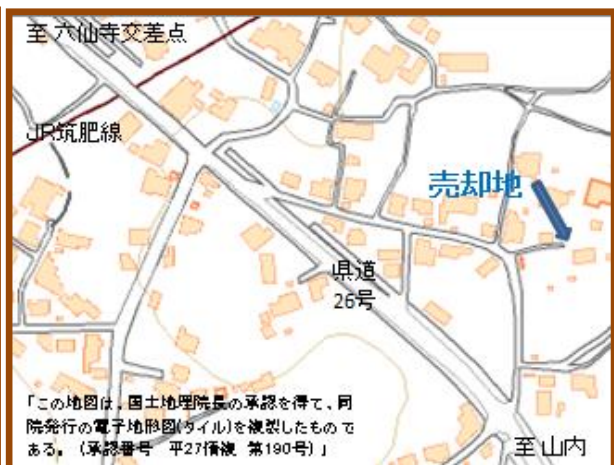 至 六仙寺交差点
JR筑肥線
売却地
県道
26号
「この地図は、国土地理院長の承認を得て、同
院発行の電子地形図(タイル)を複製したもので
ある。（承認番号　平27情複 第190号）」
至 山内